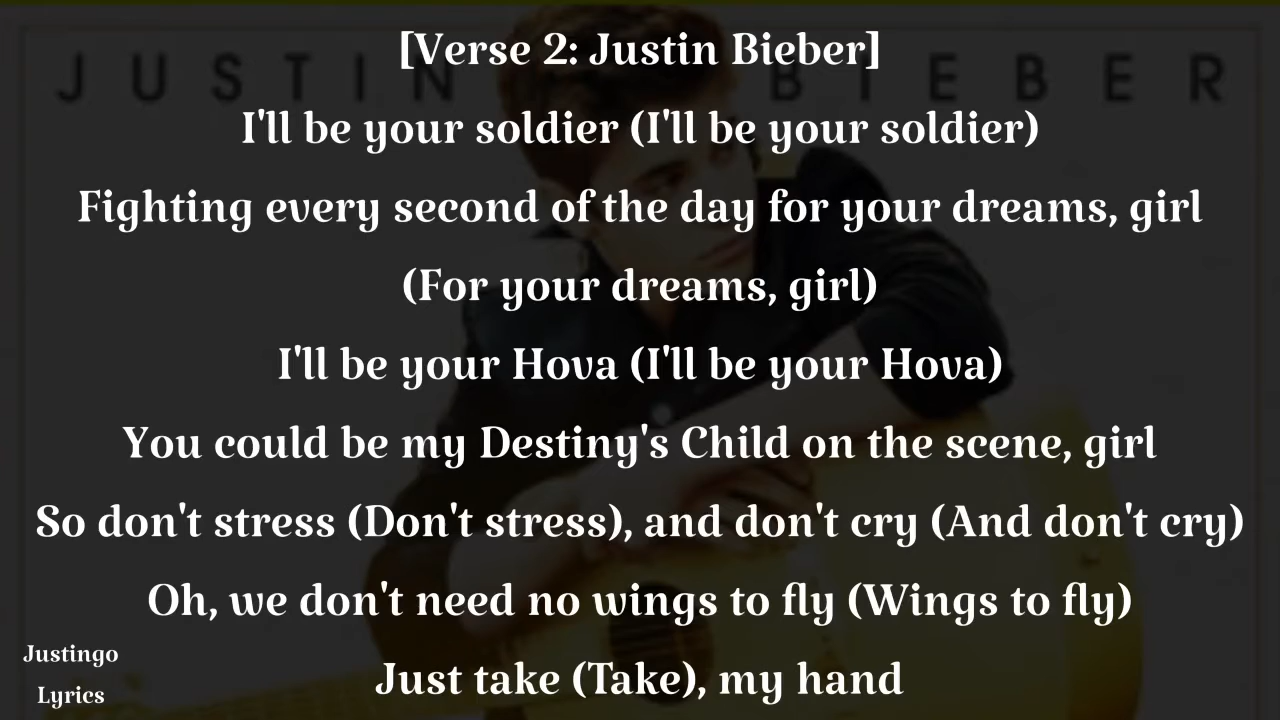 JUSTIN BIEBER
[Verse 2: Justin Bieber]
I'll be your soldier (I'll be your soldier)
Fighting every second of the day for your dreams, girl
(For your dreams, girl)
I'll be your Hova (I'll be your Hova)
You could be my Destiny's Child on the scene, girl
So don't stress (Don't stress), and don't cry (And don't cry)
Oh, we don't need no wings to fly (Wings to fly)
Just take (Take), my hand
Justingo
Lyrics